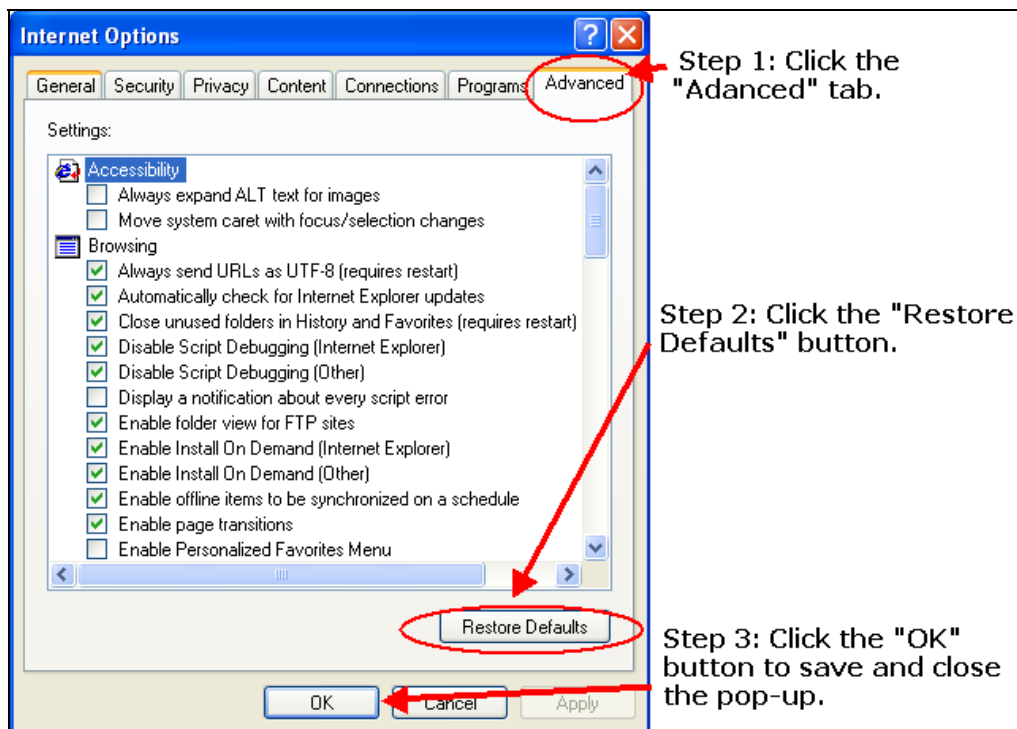 Internet Options
General Security Privacy Content Connections Programs Advanced
Settings:
Accessibility
Always expand ALT text for images
Move system caret with focus/selection changes
Browsing
Always send URLs as UTF-8 (requires restart)
Automatically check for Internet Explorer updates
Close unused folders in History and Favorites (requires restart)
Disable Script Debugging (Internet Explorer)
Disable Script Debugging (Other)
Display a notification about every script error
Enable folder view for FTP sites
Enable Install On Demand (Internet Explorer)
Enable Install On Demand (Other)
Enable offline items to be synchronized on a schedule
Enable page transitions
Enable Personalized Favorites Menu
Restore Defaults
OK Cancel Apply
Step 1: Click the
"Adanced" tab.
Step 2: Click the "Restore
Defaults" button.
Step 3: Click the "OK"
button to save and close
the pop-up.